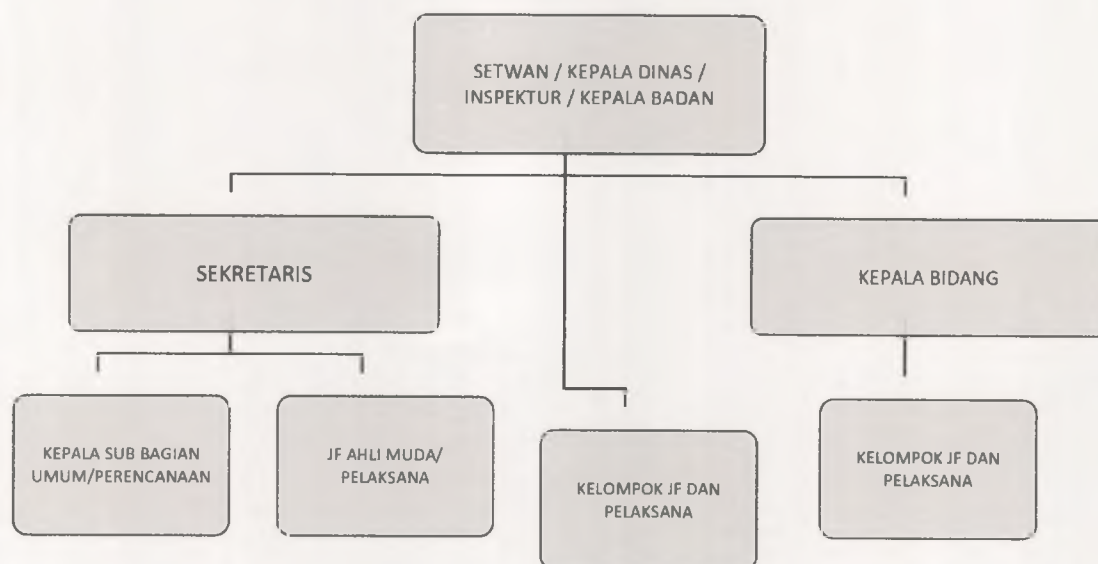 SETWAN / KEPALA DINAS /
INSPEKTUR / KEPALA BADAN
SEKRETARIS
KEPALA BIDANG
KEPALA SUB BAGIAN
UMUM/PERENCANAAN
JF AHLI MUDA/
PELAKSANA
KELOMPOK JF DAN
PELAKSANA
KELOMPOK JF DAN
PELAKSANA